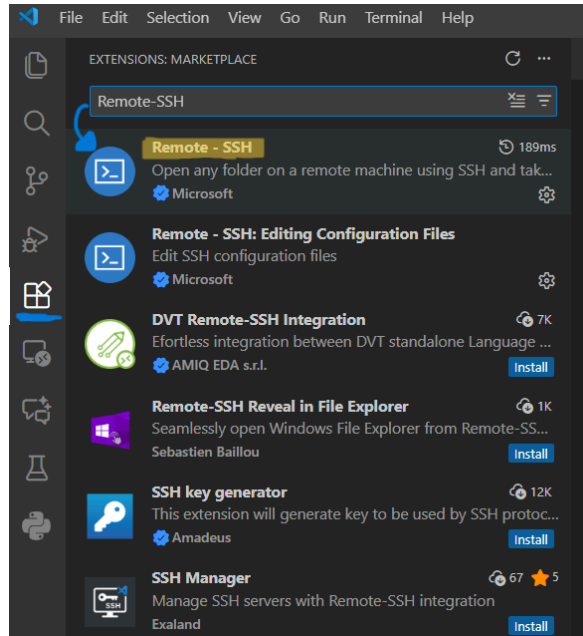 File Edit Selection View Go Run Terminal Help
EXTENSIONS: MARKETPLACE
Remote-SSH
Remote - SSH 189ms
Open any folder on a remote machine using SSH and tak...
Microsoft
Remote - SSH: Editing Configuration Files
Edit SSH configuration files
Microsoft
DVT Remote-SSH Integration 7K
Effortless integration between DVT standalone Language ...
AMIQ EDA s.r.l. Install
Remote-SSH Reveal in File Explorer 1K
Seamlessly open Windows File Explorer from Remote-SS...
Sebastien Baillou Install
SSH key generator 12K
This extension will generate key to be used by SSH protoc...
Amadeus Install
SSH Manager 67 5
Manage SSH servers with Remote-SSH integration
SSH
Exaland Install